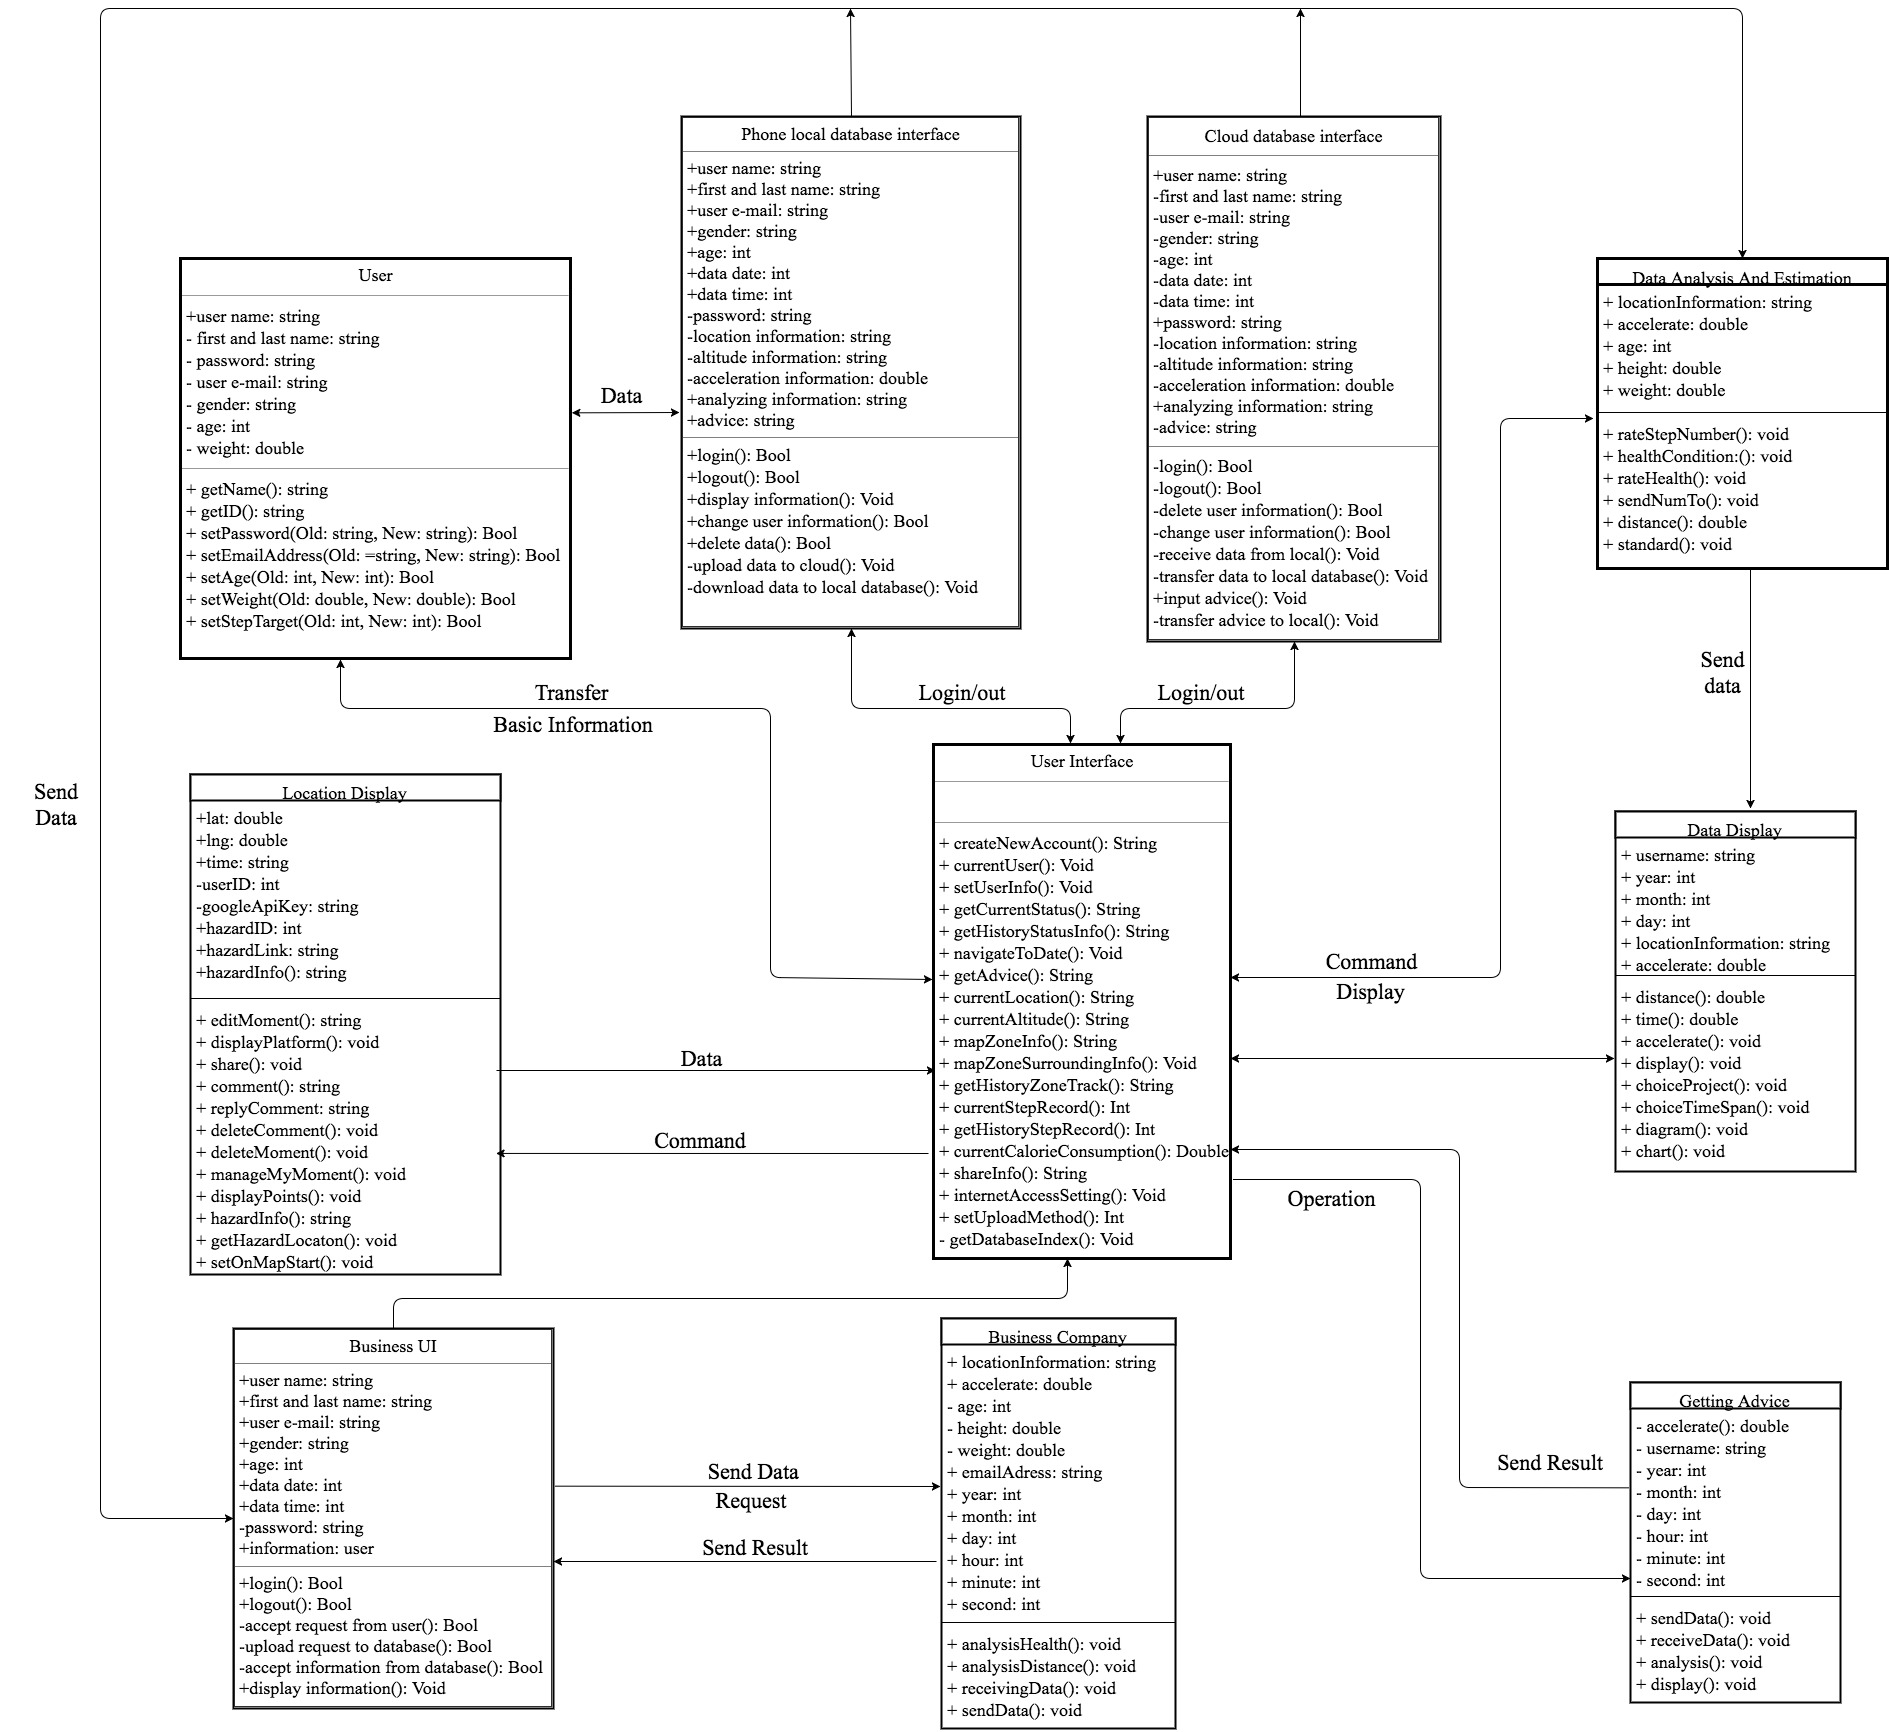 Phone local database interface
+user name: string
+first and last name: string
+user e-mail: string
+gender: string
+age: int
+data date: int
+data time: int
-password: string
-location information: string
-altitude information: string
-acceleration information: double
+analyzing information: string
+advice: string
+login(): Bool
+logout(): Bool
+display information(): Void
+change user information(): Bool
+delete data(): Bool
-upload data to cloud(): Void
-download data to local database(): Void
Cloud database interface
+user name: string
-first and last name: string
-user e-mail: string
-gender: string
-age: int
-data date: int
-data time: int
+password: string
-location information: string
-altitude information: string
-acceleration information: double
+analyzing information: string
-advice: string
-login(): Bool
-logout(): Bool
-delete user information(): Bool
-change user information(): Bool
-receive data from local(): Void
-transfer data to local database(): Void
+input advice(): Void
-transfer advice to local(): Void
User
+user name: string
- first and last name: string
- password: string
- user e-mail: string
- gender: string
- age: int
- weight: double
+ getName(): string
+ getID(): string
+ setPassword(Old: string, New: string): Bool
+ setEmailAddress(Old: =string, New: string): Bool
+ setAge(Old: int, New: int): Bool
+ setWeight(Old: double, New: double): Bool
+ setStepTarget(Old: int, New: int): Bool
Data
Data Analysis And Estimation
+ locationInformation: string
+ accelerate: double
+ age: int
+ height: double
+ weight: double
+ rateStepNumber(): void
+ healthCondition:(): void
+ rateHealth(): void
+ sendNumTo(): void
+ distance(): double
+ standard(): void
Send
data
Transfer
Basic Information
Login/out
Login/out
Send
Data
Location Display
+lat: double
+lng: double
+time: string
-userID: int
-googleApiKey: string
+hazardID: int
+hazardLink: string
+hazardInfo(): string
+ editMoment(): string
+ displayPlatform(): void
+ share(): void
+ comment(): string
+ replyComment: string
+ deleteComment(): void
+ deleteMoment(): void
+ manageMyMoment(): void
+ displayPoints(): void
+ hazardInfo(): string
+ getHazardLocaton(): void
+ setOnMapStart(): void
Data
Command
User Interface
+ createNewAccount(): String
+ currentUser(): Void
+ setUserInfo(): Void
+ getCurrentStatus(): String
+ getHistoryStatusInfo(): String
+ navigateToDate(): Void
+ getAdvice(): String
+ currentLocation(): String
+ currentAltitude(): String
+ mapZoneInfo(): String
+ mapZoneSurroundingInfo(): Void
+ getHistoryZoneTrack(): String
+ currentStepRecord(): Int
+ getHistoryStepRecord(): Int
+ currentCalorieConsumption(): Double
+ shareInfo(): String
+ internetAccessSetting(): Void
+ setUploadMethod(): Int
- getDatabaseIndex(): Void
Command
Display
Operation
Data Display
+ username: string
+ year: int
+ month: int
+ day: int
+ locationInformation: string
+ accelerate: double
+ distance(): double
+ time(): double
+ accelerate(): void
+ display(): void
+ choiceProject(): void
+ choiceTimeSpan(): void
+ diagram(): void
+ chart(): void
Business UI
+user name: string
+first and last name: string
+user e-mail: string
+gender: string
+age: int
+data date: int
+data time: int
-password: string
+information: user
+login(): Bool
+logout(): Bool
-accept request from user(): Bool
-upload request to database(): Bool
-accept information from database(): Bool
+display information(): Void
Send Data
Request
Send Result
Business Company
+ locationInformation: string
+ accelerate: double
- age: int
- height: double
- weight: double
+ emailAdress: string
+ year: int
+ month: int
+ day: int
+ hour: int
+ minute: int
+ second: int
+ analysisHealth(): void
+ analysisDistance(): void
+ receivingData(): void
+ sendData(): void
Send Result
Getting Advice
- accelerate(): double
- username: string
- year: int
- month: int
- day: int
- hour: int
- minute: int
- second: int
+ sendData(): void
+ receiveData(): void
+ analysis(): void
+ display(): void